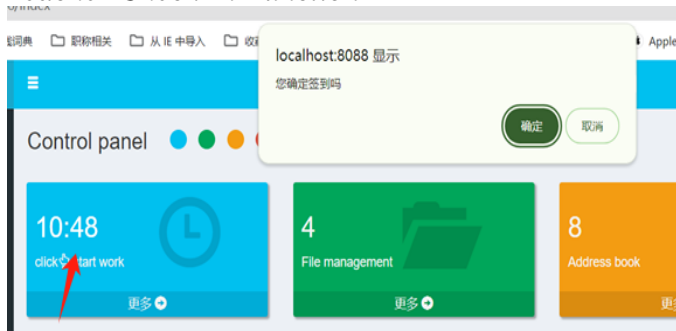 0/index
词典 职称相关 从 IE 中导入 Apple
localhost:8088 显示
您确定签到吗
确定 取消
Control panel
10:48
click start work
更多
4
File management
更多
8
Address book